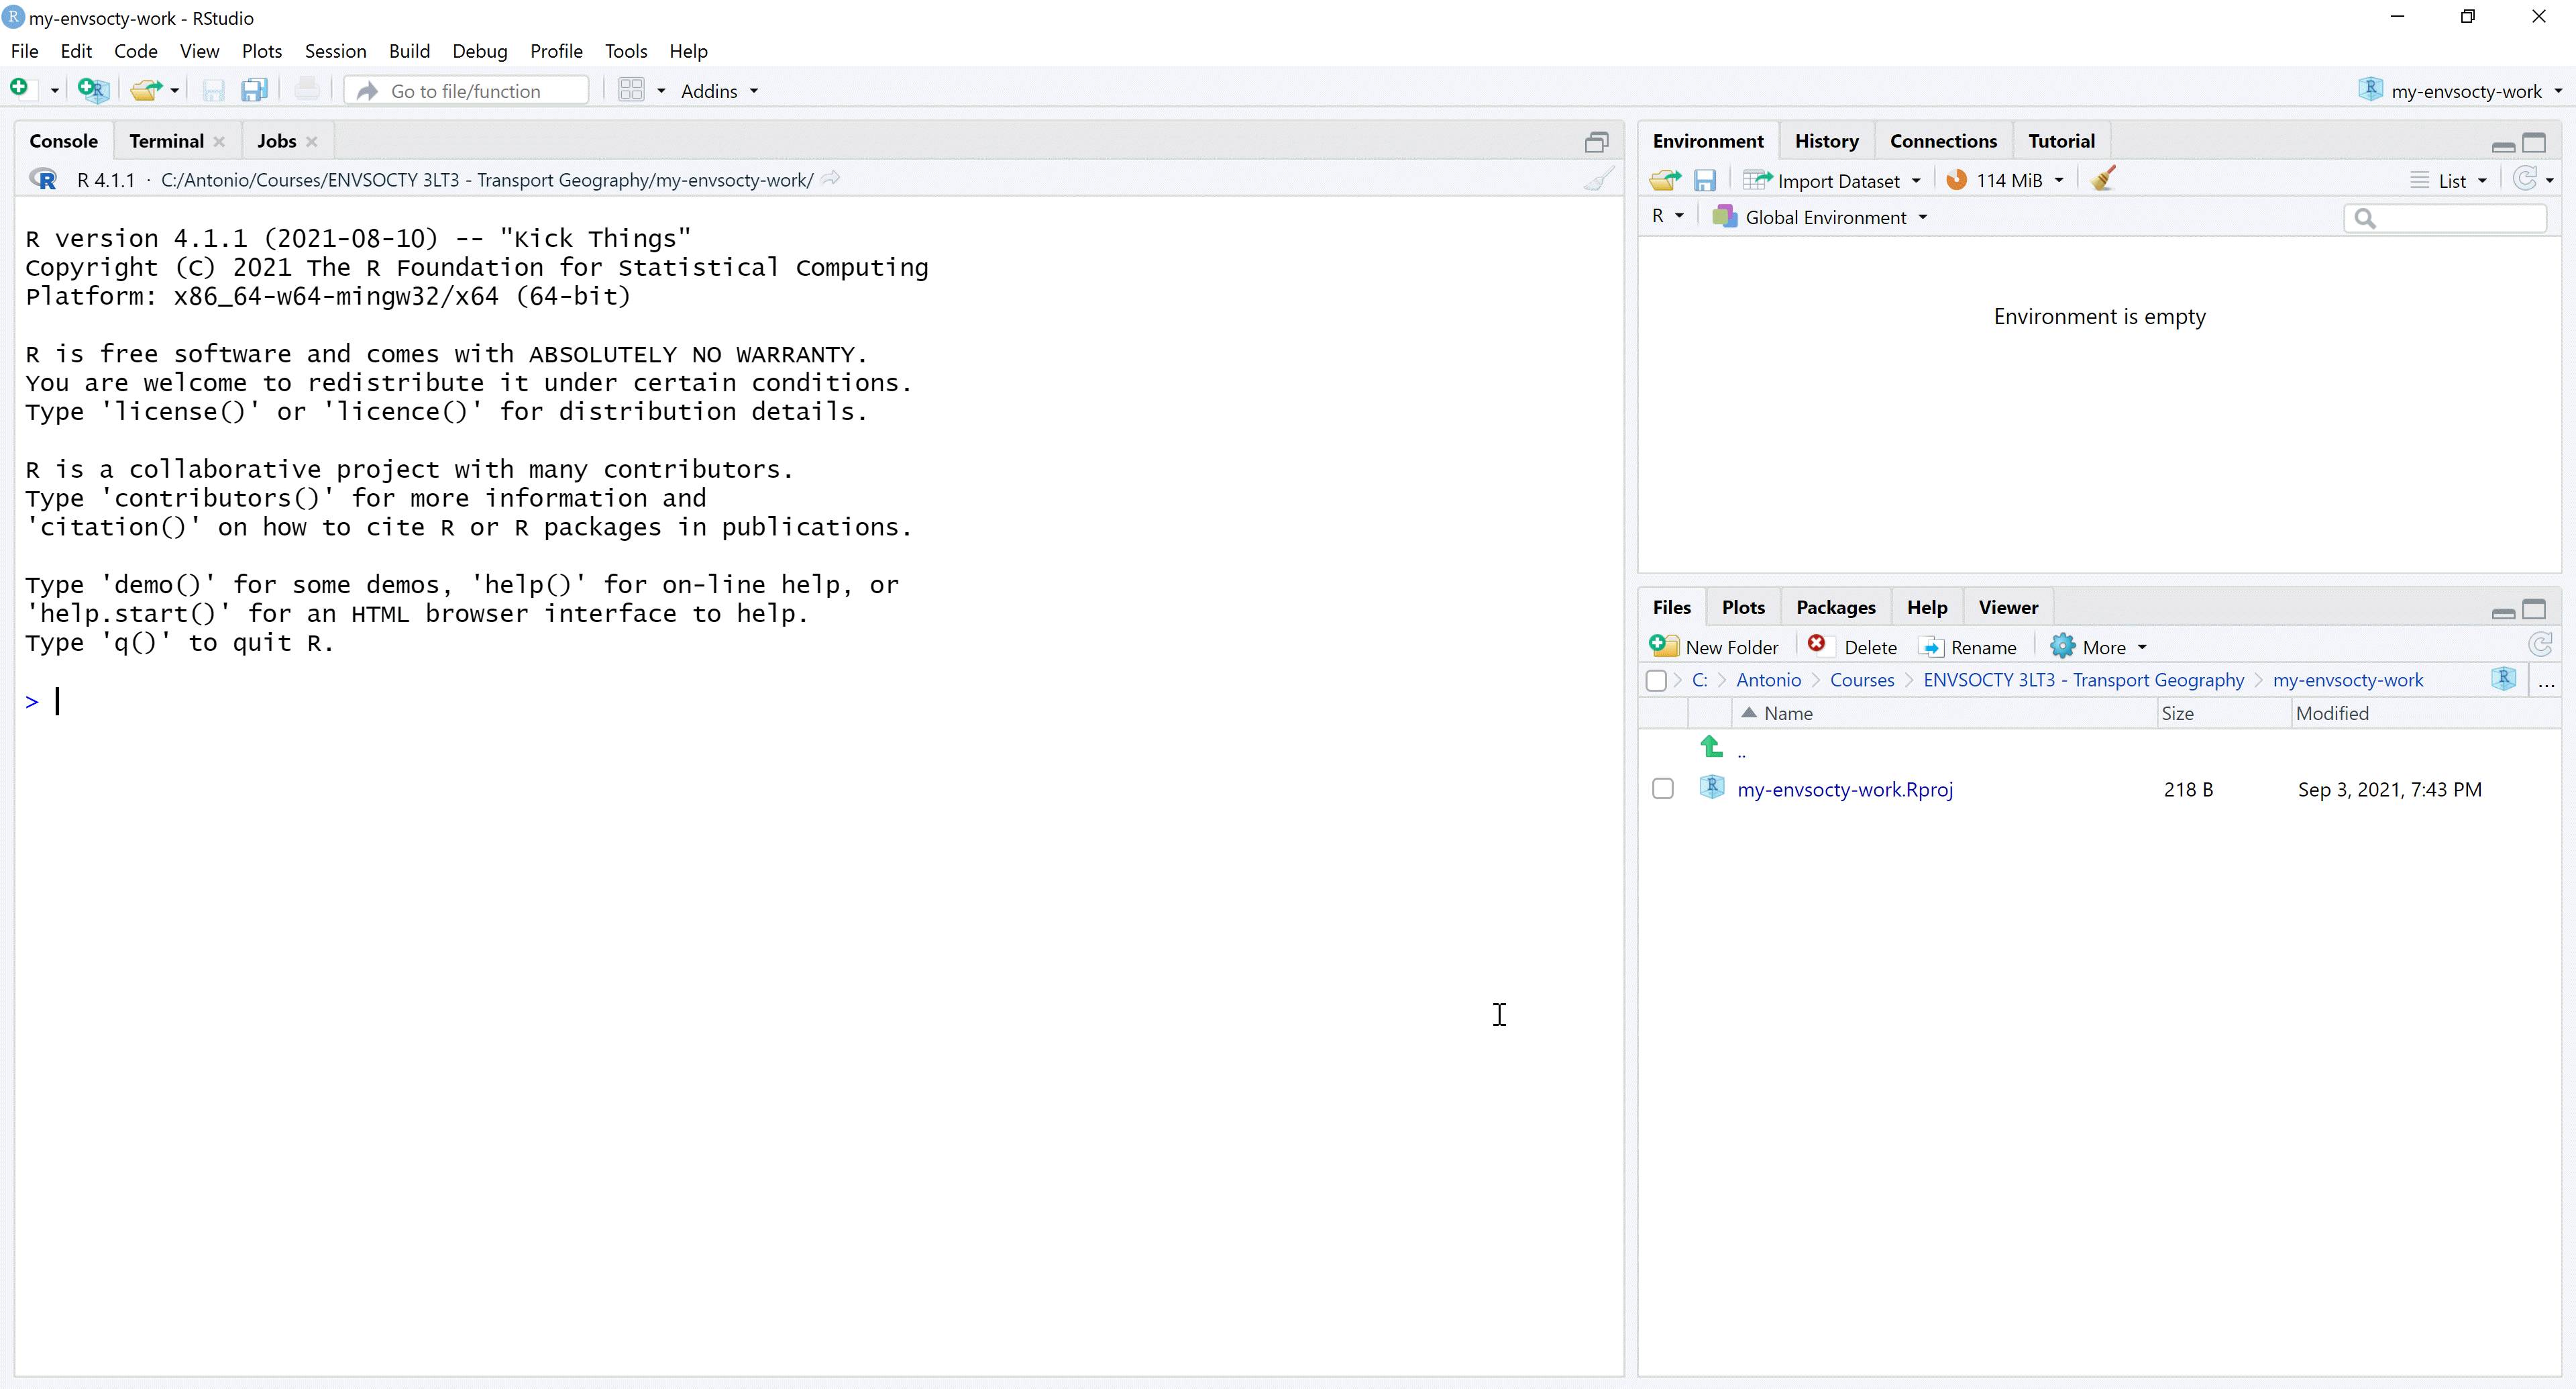 my-envsocty-work - RStudio
File Edit Code View Plots Session Build Debug Profile Tools Help
Go to file/function Addins my-envsocty-work
Console Terminal Jobs
R 4.1.1 · C:/Antonio/Courses/ENVSOCTY 3LT3 - Transport Geography/my-envsocty-work/
R version 4.1.1 (2021-08-10) -- "Kick Things"
Copyright (C) 2021 The R Foundation for Statistical Computing
Platform: x86_64-w64-mingw32/x64 (64-bit)
R is free software and comes with ABSOLUTELY NO WARRANTY.
You are welcome to redistribute it under certain conditions.
Type 'license()' or 'licence()' for distribution details.
R is a collaborative project with many contributors.
Type 'contributors()' for more information and
'citation()' on how to cite R or R packages in publications.
Type 'demo()' for some demos, 'help()' for on-line help, or
'help.start()' for an HTML browser interface to help.
Type 'q()' to quit R.
>
Environment History Connections Tutorial
Import Dataset 114 MiB List
R Global Environment
Environment is empty
Files Plots Packages Help Viewer
New Folder Delete Rename More
C: > Antonio > Courses > ENVSOCTY 3LT3 - Transport Geography > my-envsocty-work ...
Name Size Modified
..
my-envsocty-work.Rproj 218 B Sep 3, 2021, 7:43 PM